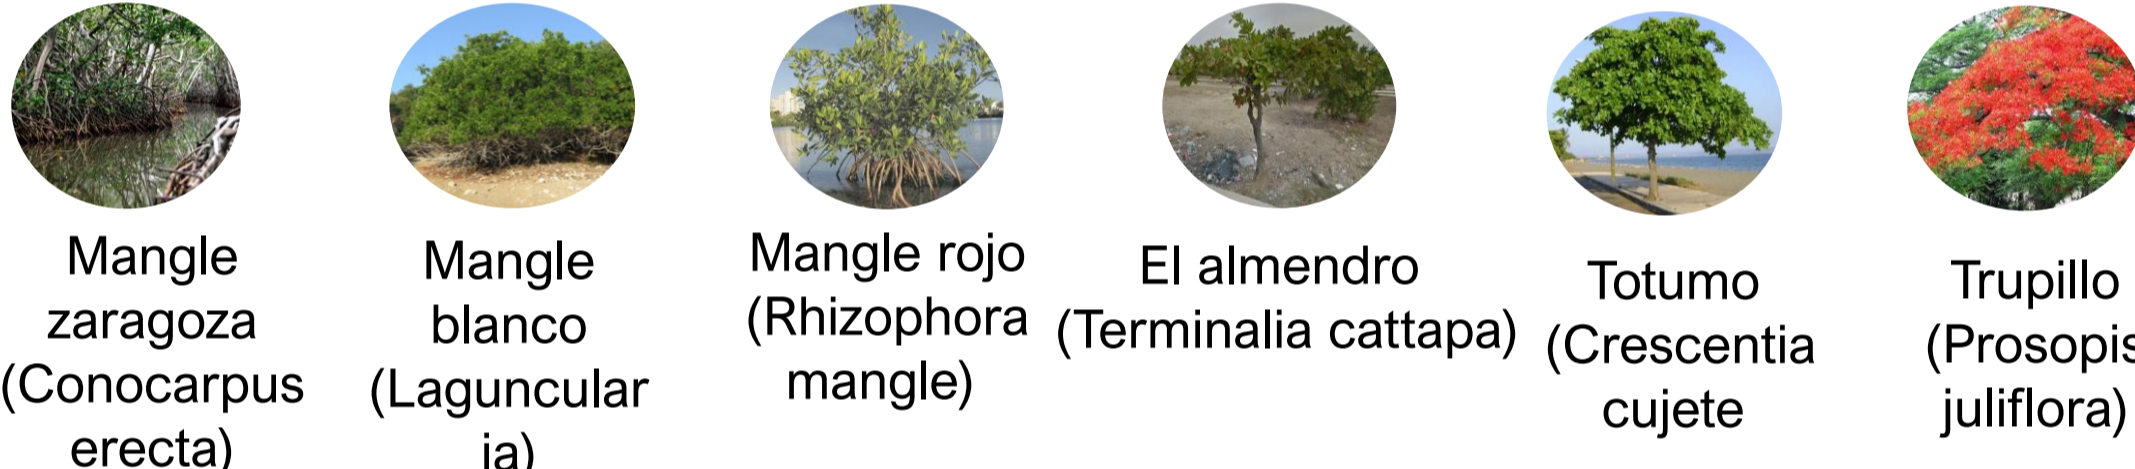 Mangle
zaragoza
(Conocarpus
erecta)
Mangle
blanco
(Laguncular
ia)
Mangle rojo
(Rhizophora
mangle)
El almendro
(Terminalia cattapa)
Totumo
(Crescentia
cujete
Trupillo
(Prosopis
juliflora)